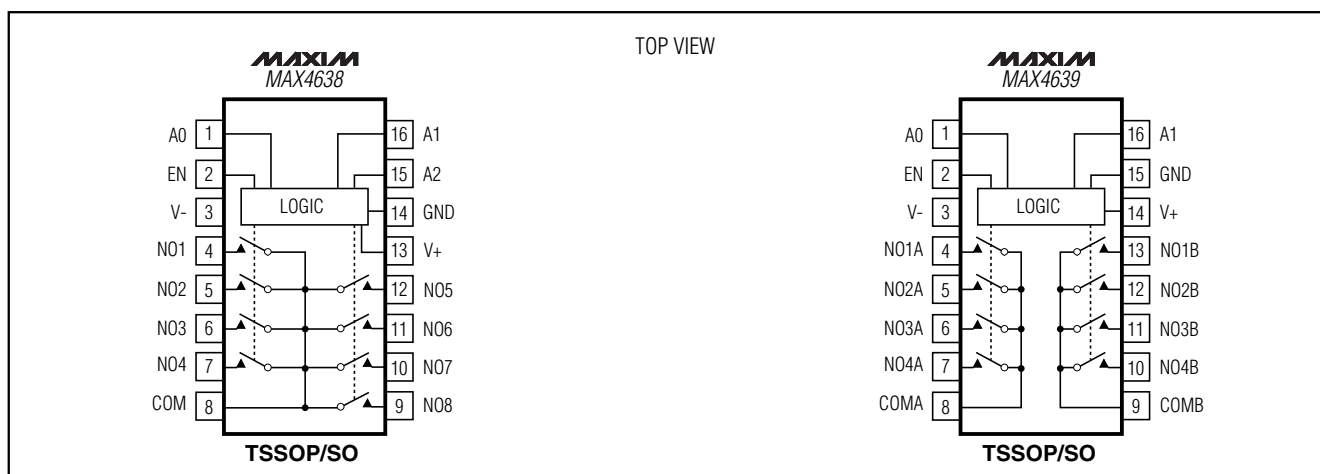 TOP VIEW
MAXIM
MAX4638
A0 1 16 A1
EN 2 15 A2
LOGIC
V- 3 14 GND
NO1 4 13 V+
NO2 5 12 NO5
NO3 6 11 NO6
NO4 7 10 NO7
COM 8 9 NO8
TSSOP/SO
MAXIM
MAX4639
A0 1 16 A1
EN 2 15 GND
LOGIC
V- 3 14 V+
NO1A 4 13 NO1B
NO2A 5 12 NO2B
NO3A 6 11 NO3B
NO4A 7 10 NO4B
COMA 8 9 COMB
TSSOP/SO